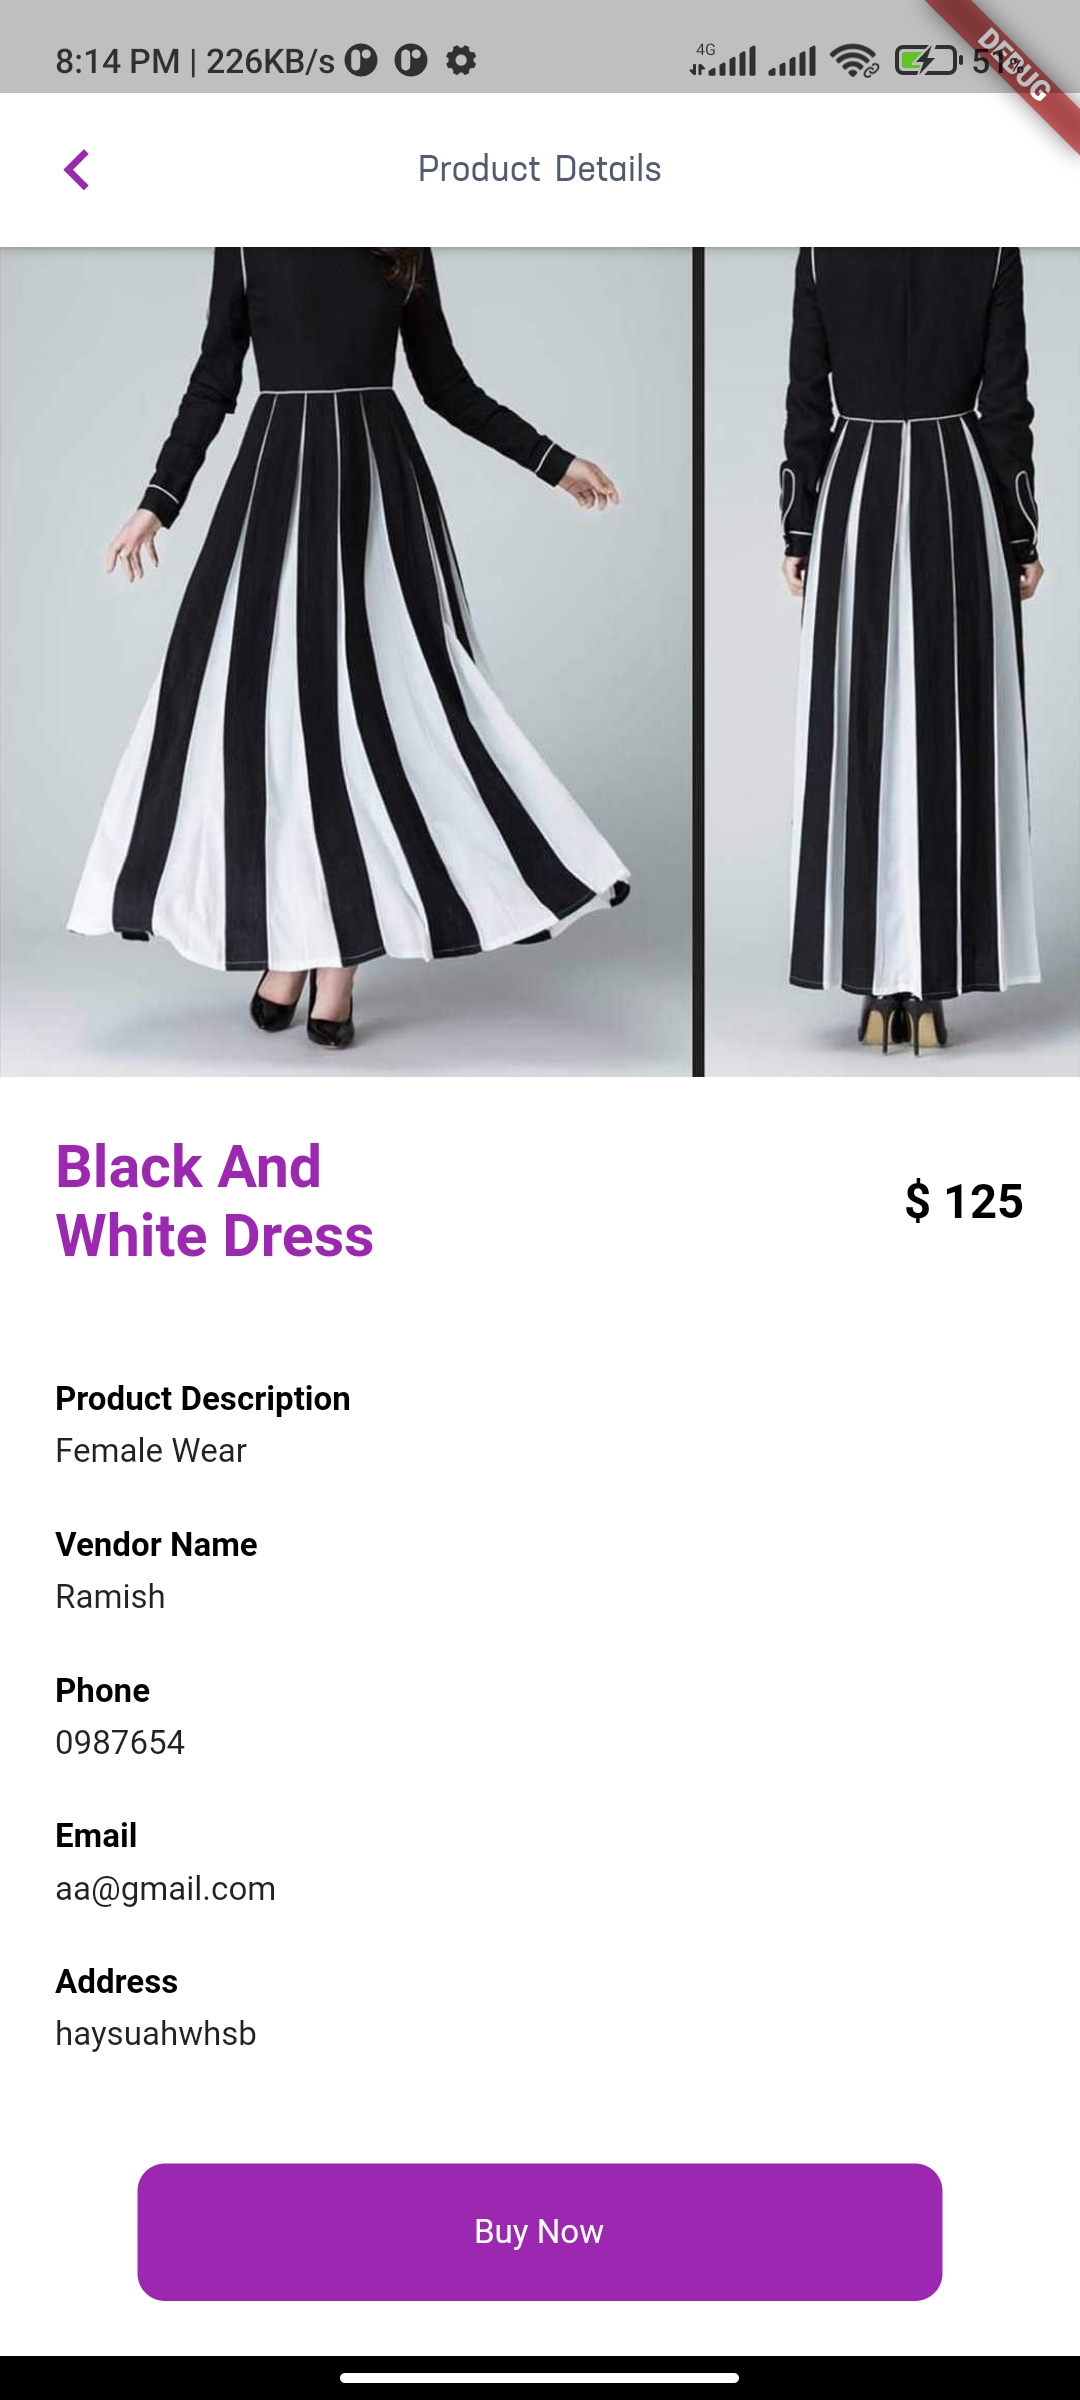 8:14 PM | 226KB/s
4G
51%
DEBUG
Product Details
Black And
White Dress
$ 125
Product Description
Female Wear
Vendor Name
Ramish
Phone
0987654
Email
aa@gmail.com
Address
haysuahwhsb
Buy Now